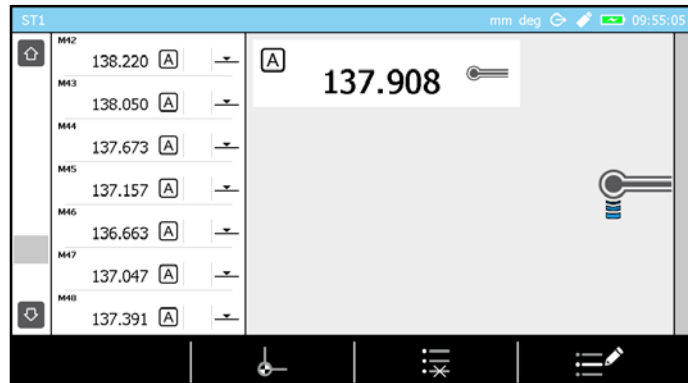 ST1
mm deg 09:55:05
M42
138.220 A
M43
138.050 A
M44
137.673 A
M45
137.157 A
M46
136.663 A
M47
137.047 A
M48
137.391 A
A
137.908